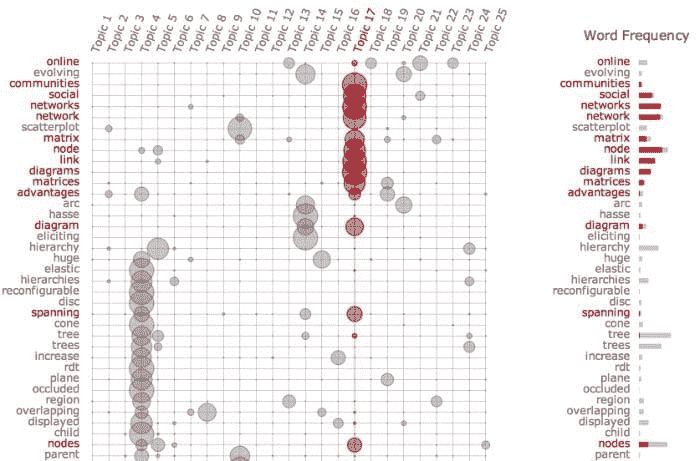 Topic 1
Topic 2
Topic 3
Topic 4
Topic 5
Topic 6
Topic 7
Topic 8
Topic 9
Topic 10
Topic 11
Topic 12
Topic 13
Topic 14
Topic 15
Topic 16
Topic 17
Topic 18
Topic 19
Topic 20
Topic 21
Topic 22
Topic 23
Topic 24
Topic 25
Word Frequency
online online
evolving evolving
communities communities
social social
networks networks
network network
scatterplot scatterplot
matrix matrix
node node
link link
diagrams diagrams
matrices matrices
advantages advantages
arc arc
hasse hasse
diagram diagram
eliciting eliciting
hierarchy hierarchy
huge huge
elastic elastic
hierarchies hierarchies
reconfigurable reconfigurable
disc disc
spanning spanning
cone cone
tree tree
trees trees
increase increase
rdt rdt
plane plane
occluded occluded
region region
overlapping overlapping
displayed displayed
child child
nodes nodes
parent parent